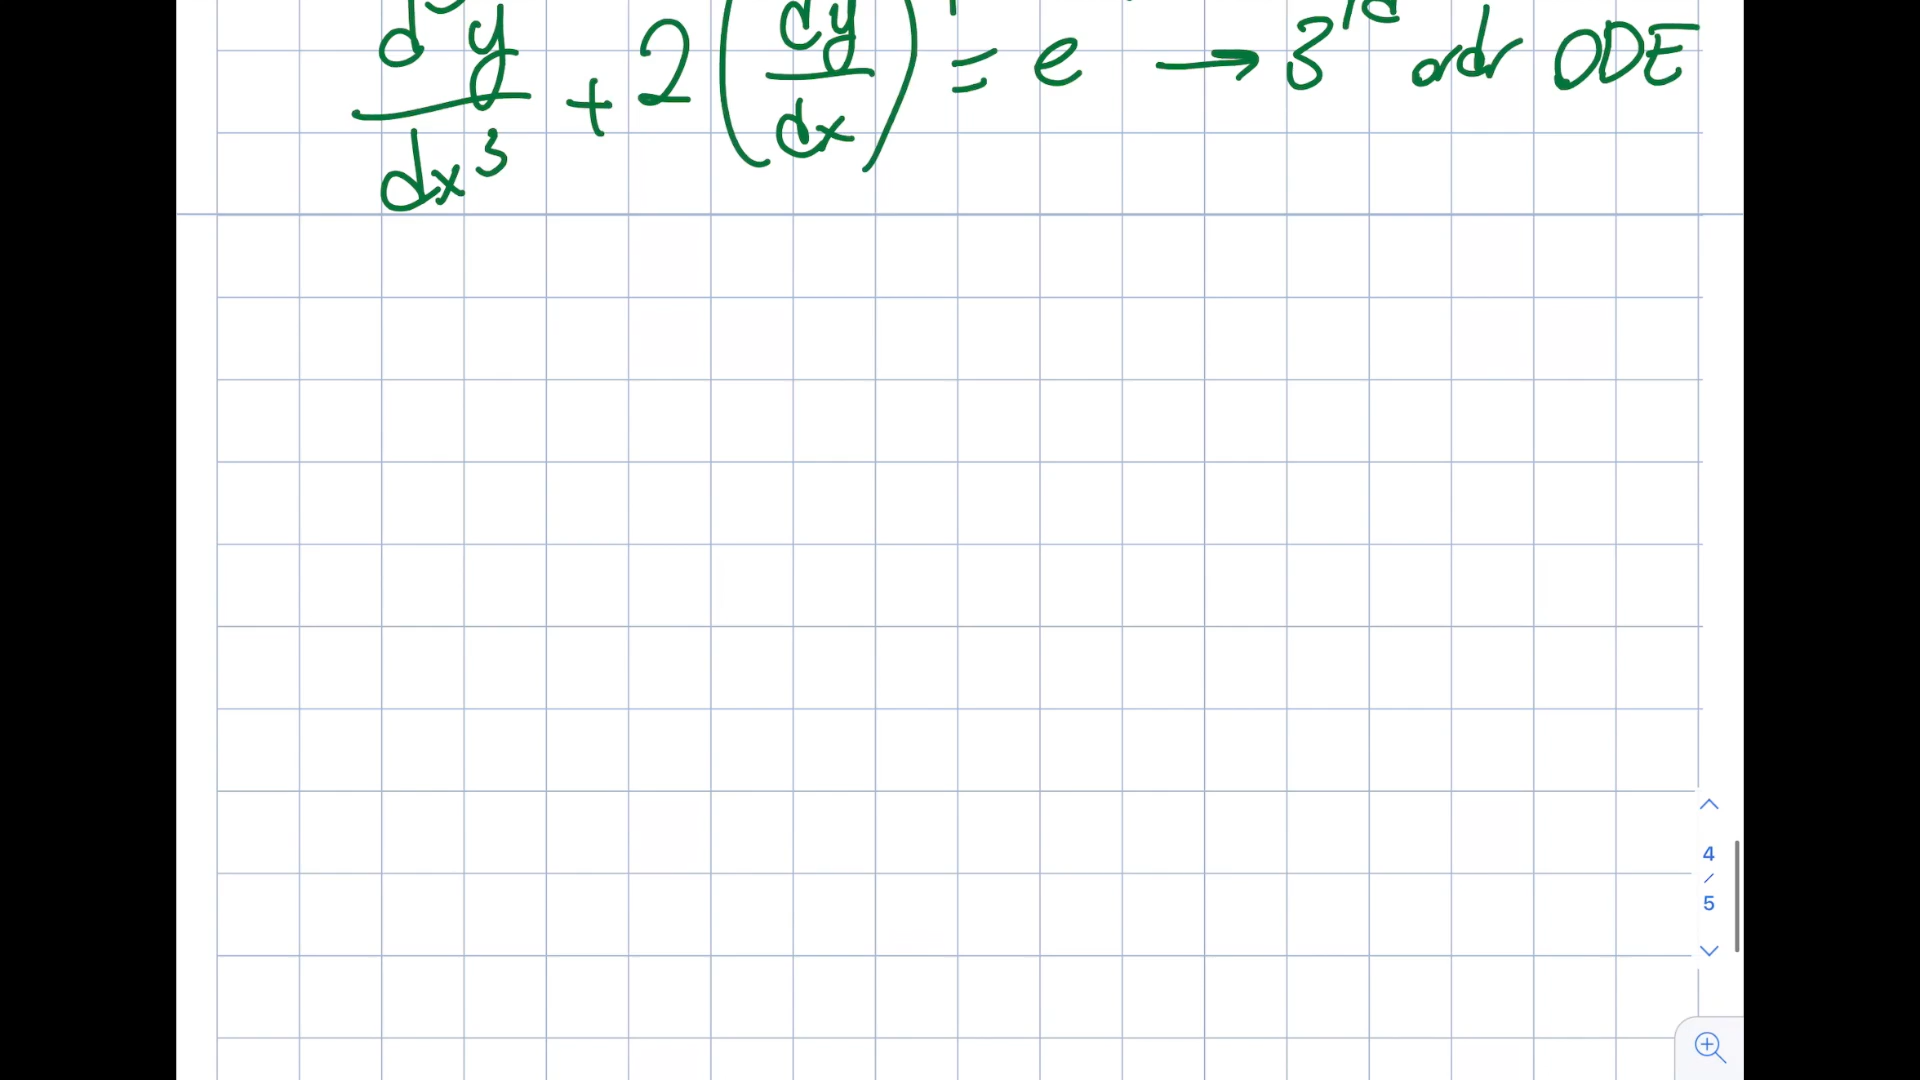 d³y/dx³ + 2(dy/dx) = e → 3rd ordr ODE
4
/
5